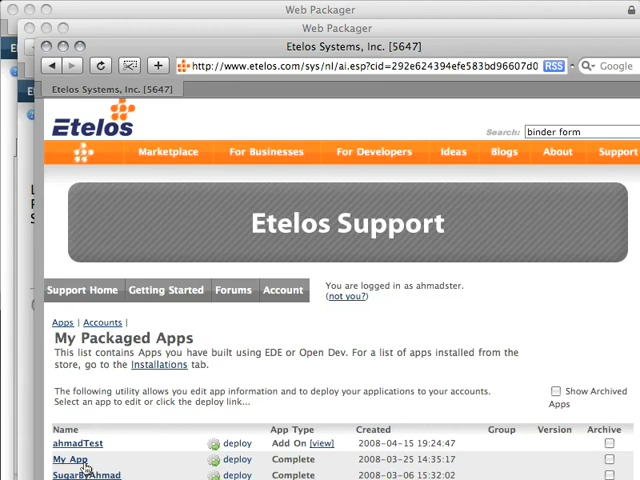 Web Packager
Web Packager
Etelos Systems, Inc. [5647]
http://www.etelos.com/sys/nl/ai.esp?cid=292e624394efe583bd96607d0 RSS Google
Etelos Systems, Inc. [5647]
Etelos
Search: binder form
Marketplace For Businesses For Developers Ideas Blogs About Support
Etelos Support
Support Home Getting Started Forums Account
You are logged in as ahmadster.
(not you?)
Apps | Accounts |
My Packaged Apps
This list contains Apps you have built using EDE or Open Dev. For a list of apps installed from the
store, go to the Installations tab.
The following utility allows you edit app information and to deploy your applications to your accounts.
Select an app to edit or click the deploy link...
Show Archived
Apps
Name App Type Created Group Version Archive
ahmadTest deploy Add On [view] 2008-04-15 19:24:47
My App deploy Complete 2008-03-25 14:35:17
SugarByAhmad deploy Complete 2008-03-06 15:32:02